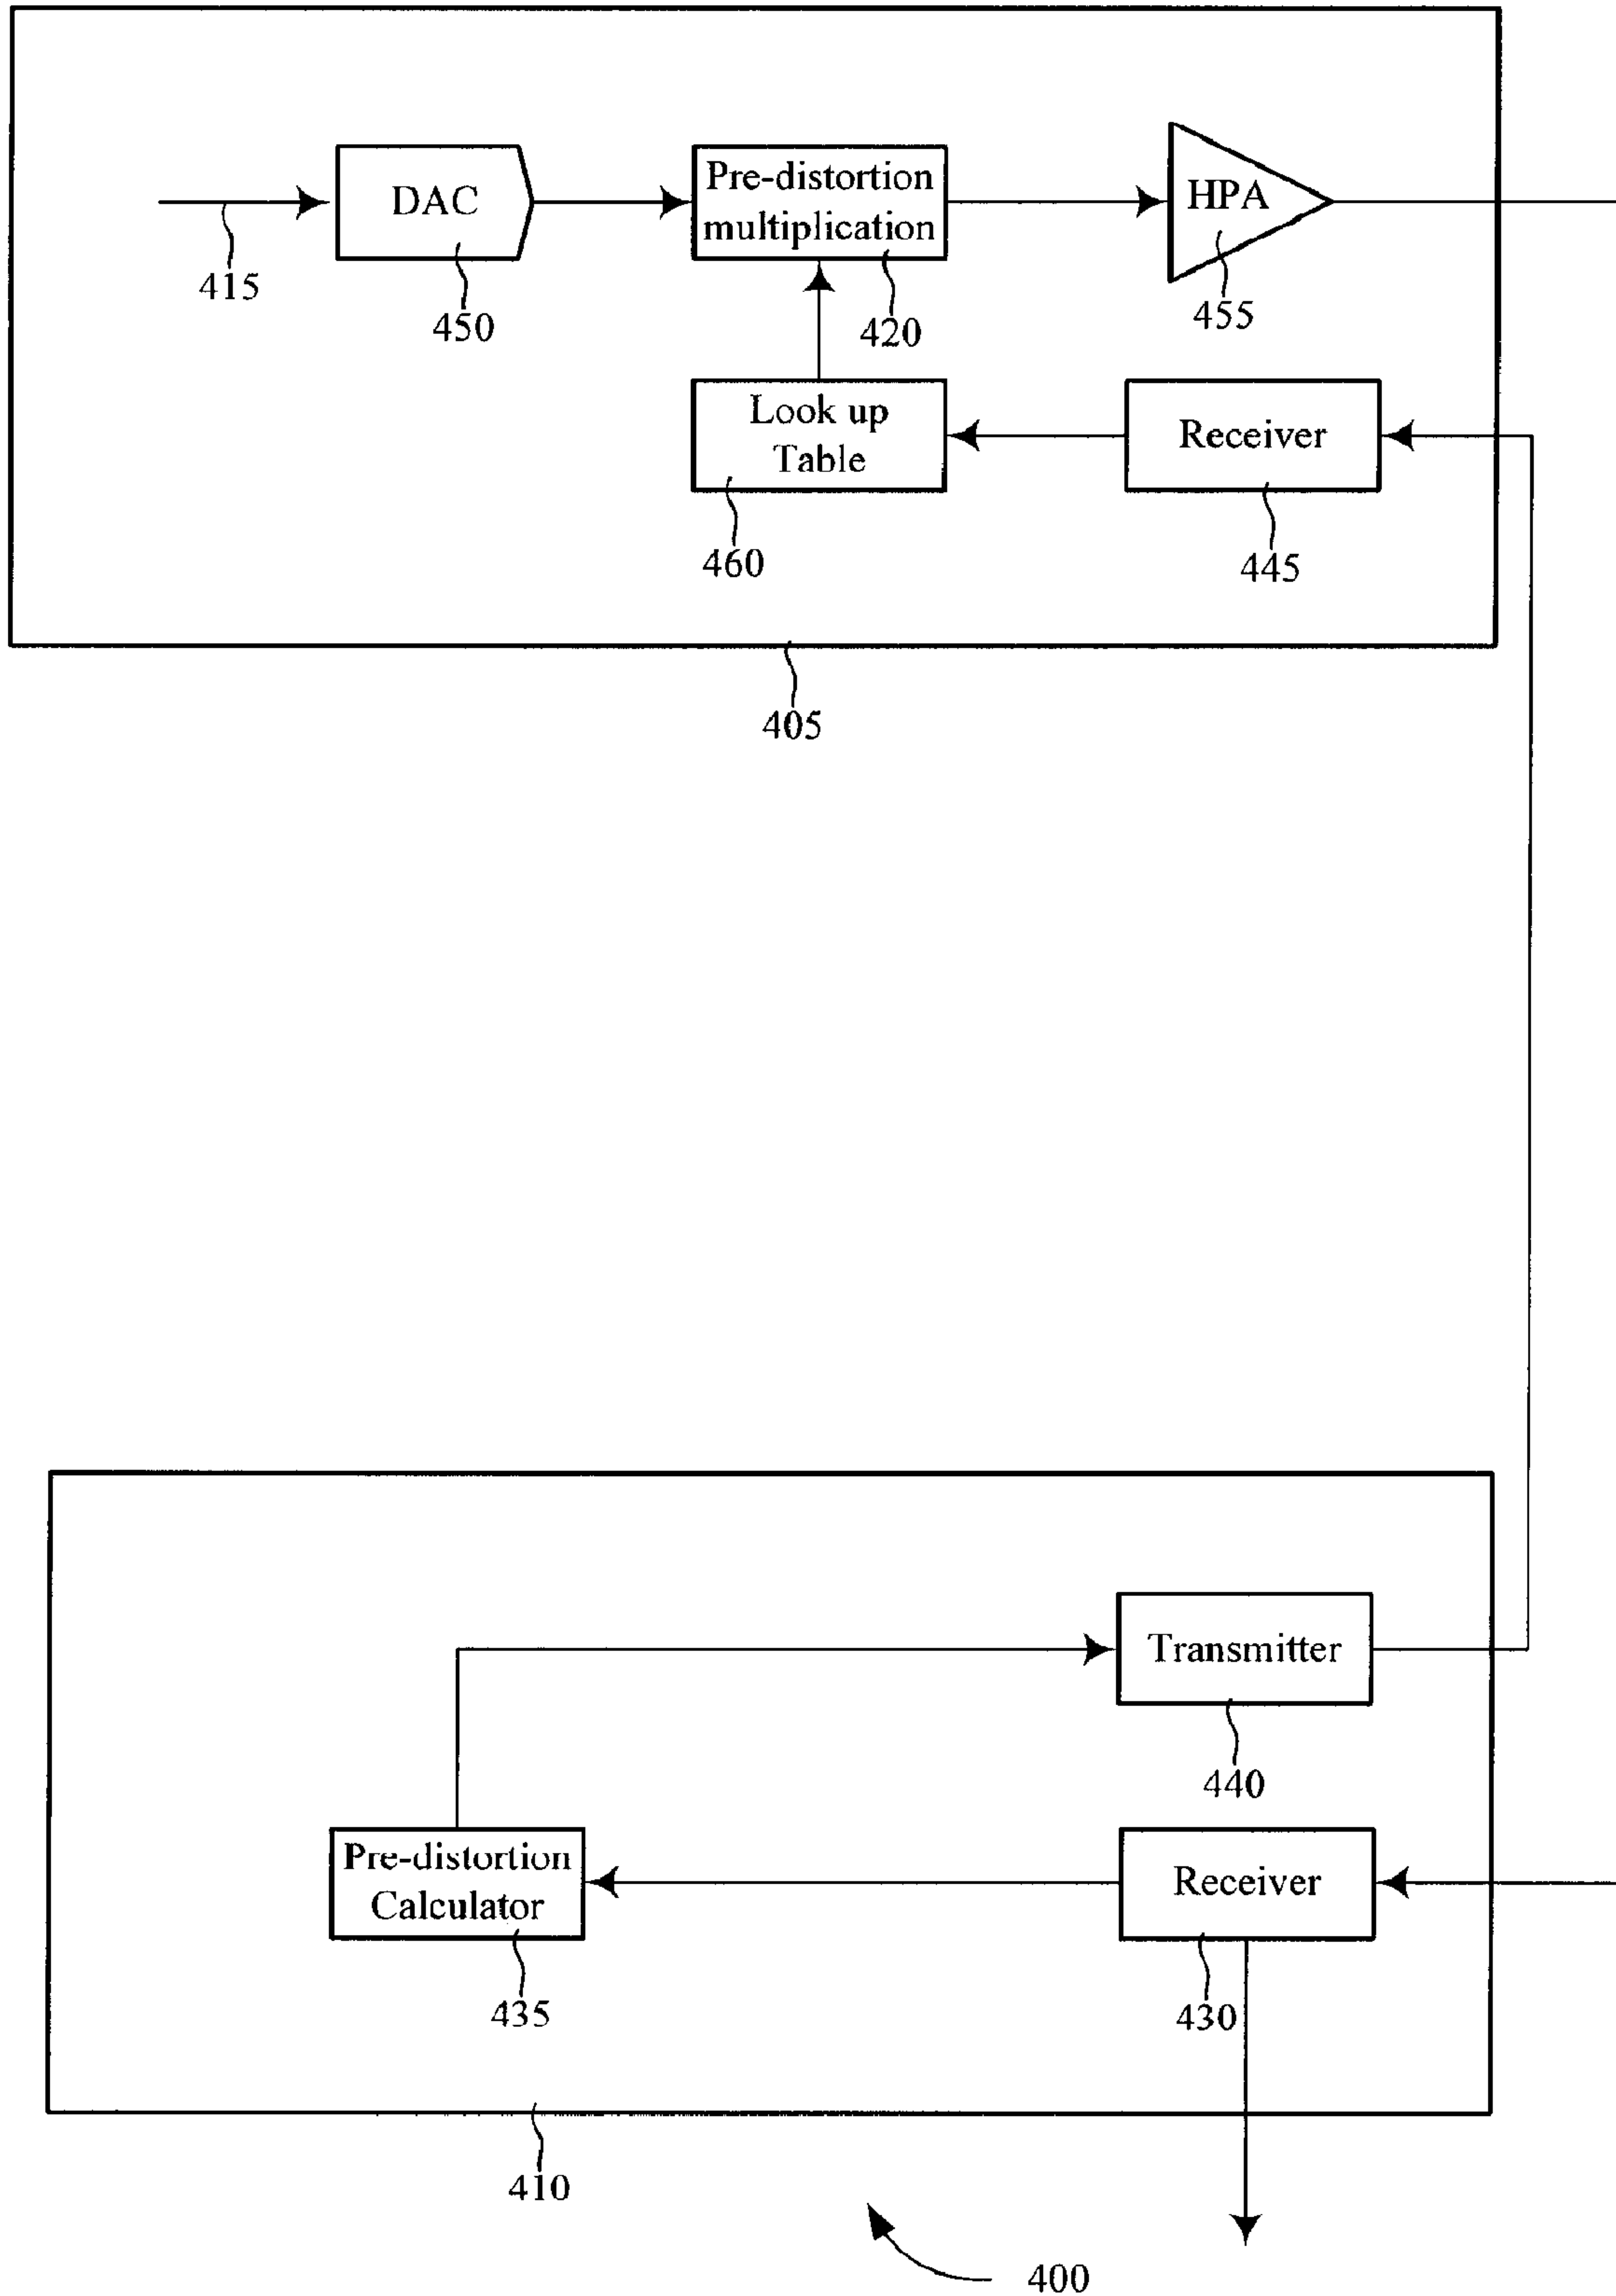 DAC
Pre-distortion
multiplication
HPA
415
450
420
455
Look up
Table
Receiver
460
445
405
Transmitter
440
Pre-distortion
Calculator
Receiver
435
430
410
400